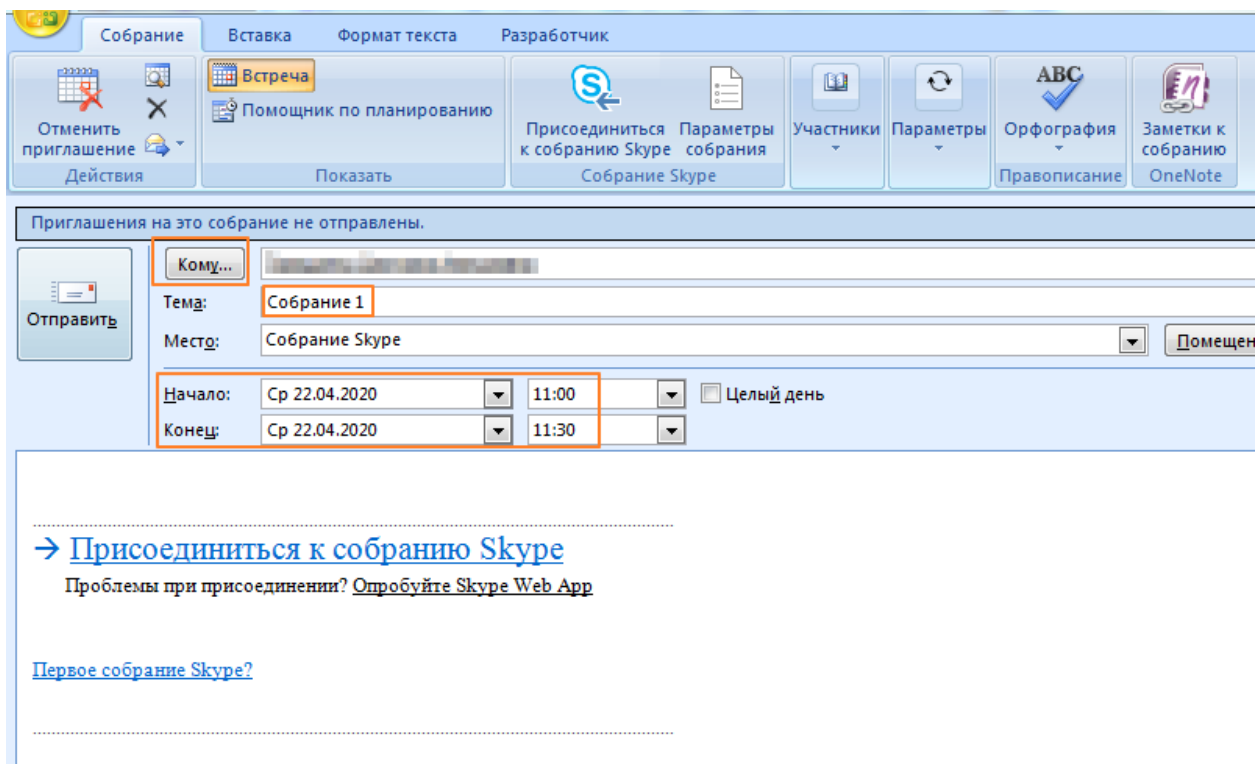 Собрание Вставка Формат текста Разработчик
Отменить приглашение
Действия
Встреча
Помощник по планированию
Показать
Присоединиться к собранию Skype
Параметры собрания
Собрание Skype
Участники
Параметры
ABC
Орфография
Правописание
Заметки к собранию
OneNote
Приглашения на это собрание не отправлены.
Отправить
Кому...
Тема: Собрание 1
Место: Собрание Skype Помещен
Начало: Ср 22.04.2020 11:00 Целый день
Конец: Ср 22.04.2020 11:30
→ Присоединиться к собранию Skype
Проблемы при присоединении? Опробуйте Skype Web App
Первое собрание Skype?